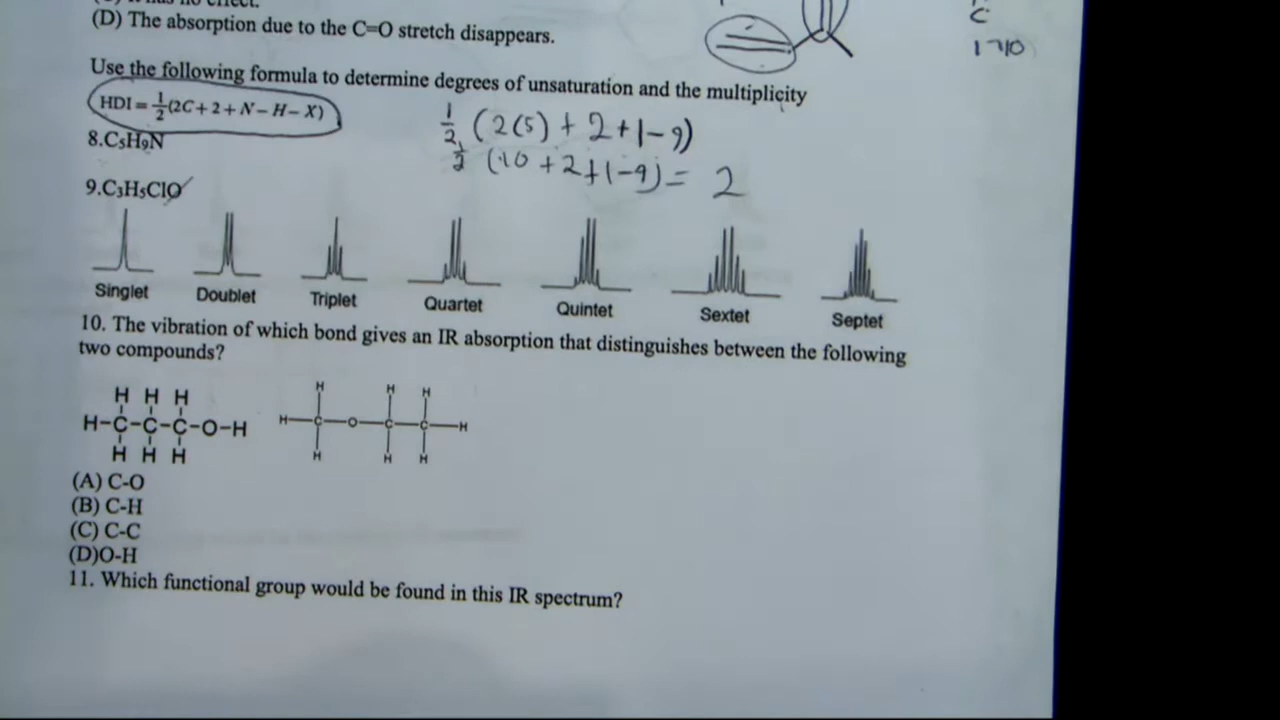 (D) The absorption due to the C=O stretch disappears.
C
1710
Use the following formula to determine degrees of unsaturation and the multiplicity
HDI = 1/2(2C + 2 + N - H - X)
1/2 (2(5) + 2 + 1 - 9)
8.C₅H₉N
1/2 (10 + 2 + 1 - 9) = 2
9.C₃H₅ClO
Singlet Doublet Triplet Quartet Quintet Sextet Septet
10. The vibration of which bond gives an IR absorption that distinguishes between the following
two compounds?
H H H H H H
H-C-C-C-O-H H-C-O-C-C-H
H H H H H H
(A) C-O
(B) C-H
(C) C-C
(D)O-H
11. Which functional group would be found in this IR spectrum?